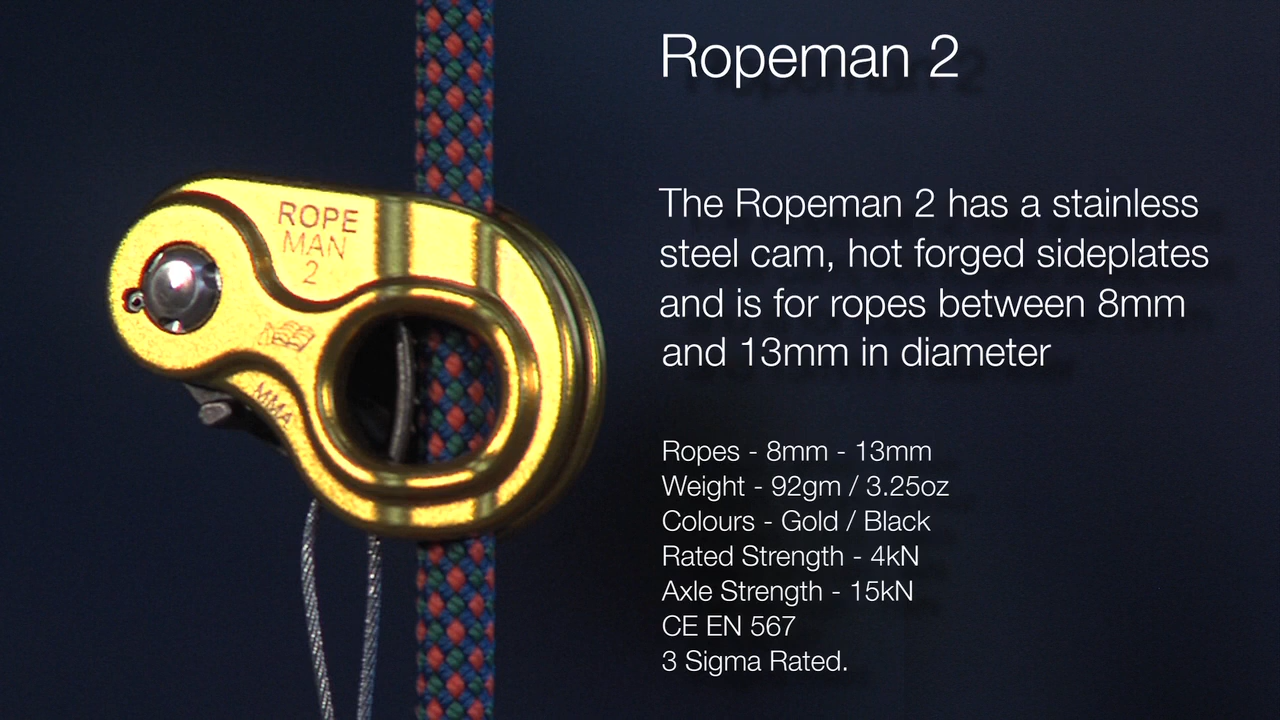 Ropeman 2
The Ropeman 2 has a stainless
steel cam, hot forged sideplates
and is for ropes between 8mm
and 13mm in diameter
Ropes - 8mm - 13mm
Weight - 92gm / 3.25oz
Colours - Gold / Black
Rated Strength - 4kN
Axle Strength - 15kN
CE EN 567
3 Sigma Rated.
ROPE
MAN
2
MMA